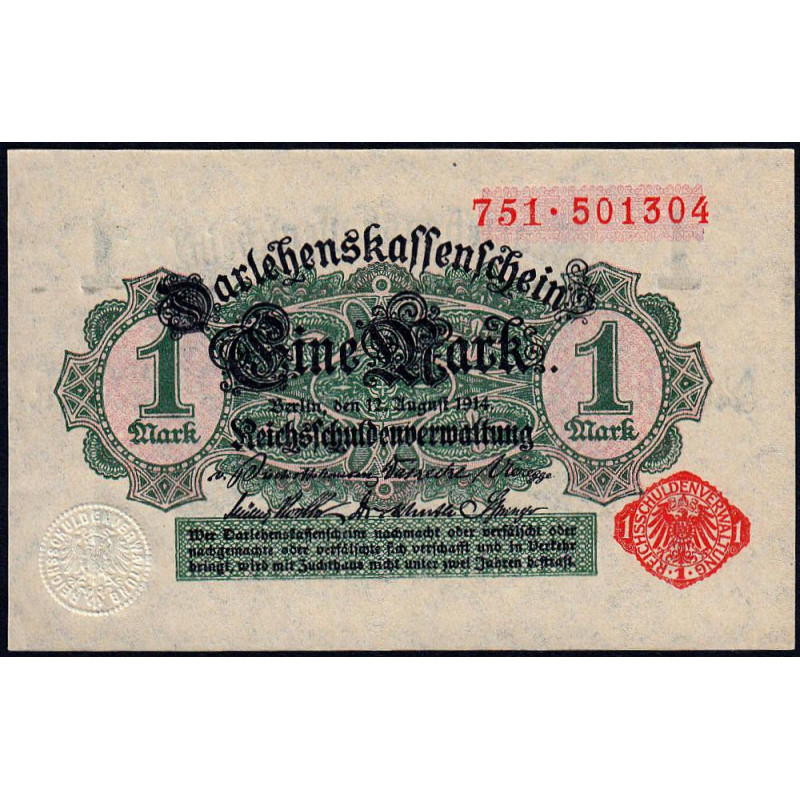 751·501304
Darlehenskassenschein
Eine Mark.
1 Mark
1 Mark
Berlin, den 12. August 1914.
Reichsschuldenverwaltung
Wer Darlehenskassenscheine nachmacht oder verfälscht oder
nachgemachte oder verfälschte sich verschafft und in Verkehr
bringt, wird mit Zuchthaus nicht unter zwei Jahren bestraft.
REICHSSCHULDENVERWALTUNG
REICHSSCHULDENVERWALTUNG
1 · 1 · 1